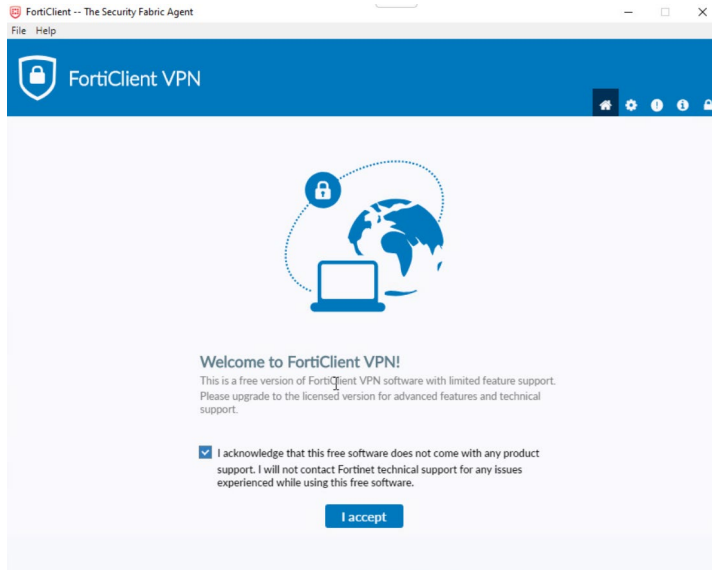 FortiClient -- The Security Fabric Agent
File Help
FortiClient VPN
Welcome to FortiClient VPN!
This is a free version of FortiClient VPN software with limited feature support.
Please upgrade to the licensed version for advanced features and technical
support.
I acknowledge that this free software does not come with any product
support. I will not contact Fortinet technical support for any issues
experienced while using this free software.
I accept